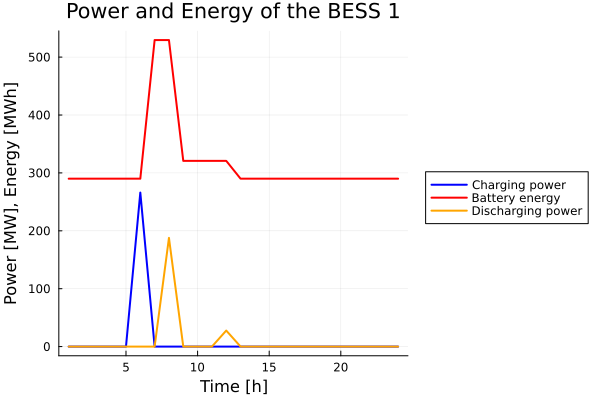 Power and Energy of the BESS 1
Power [MW], Energy [MWh]
500
400
300
200
100
0
5
10
15
20
Time [h]
Charging power
Battery energy
Discharging power